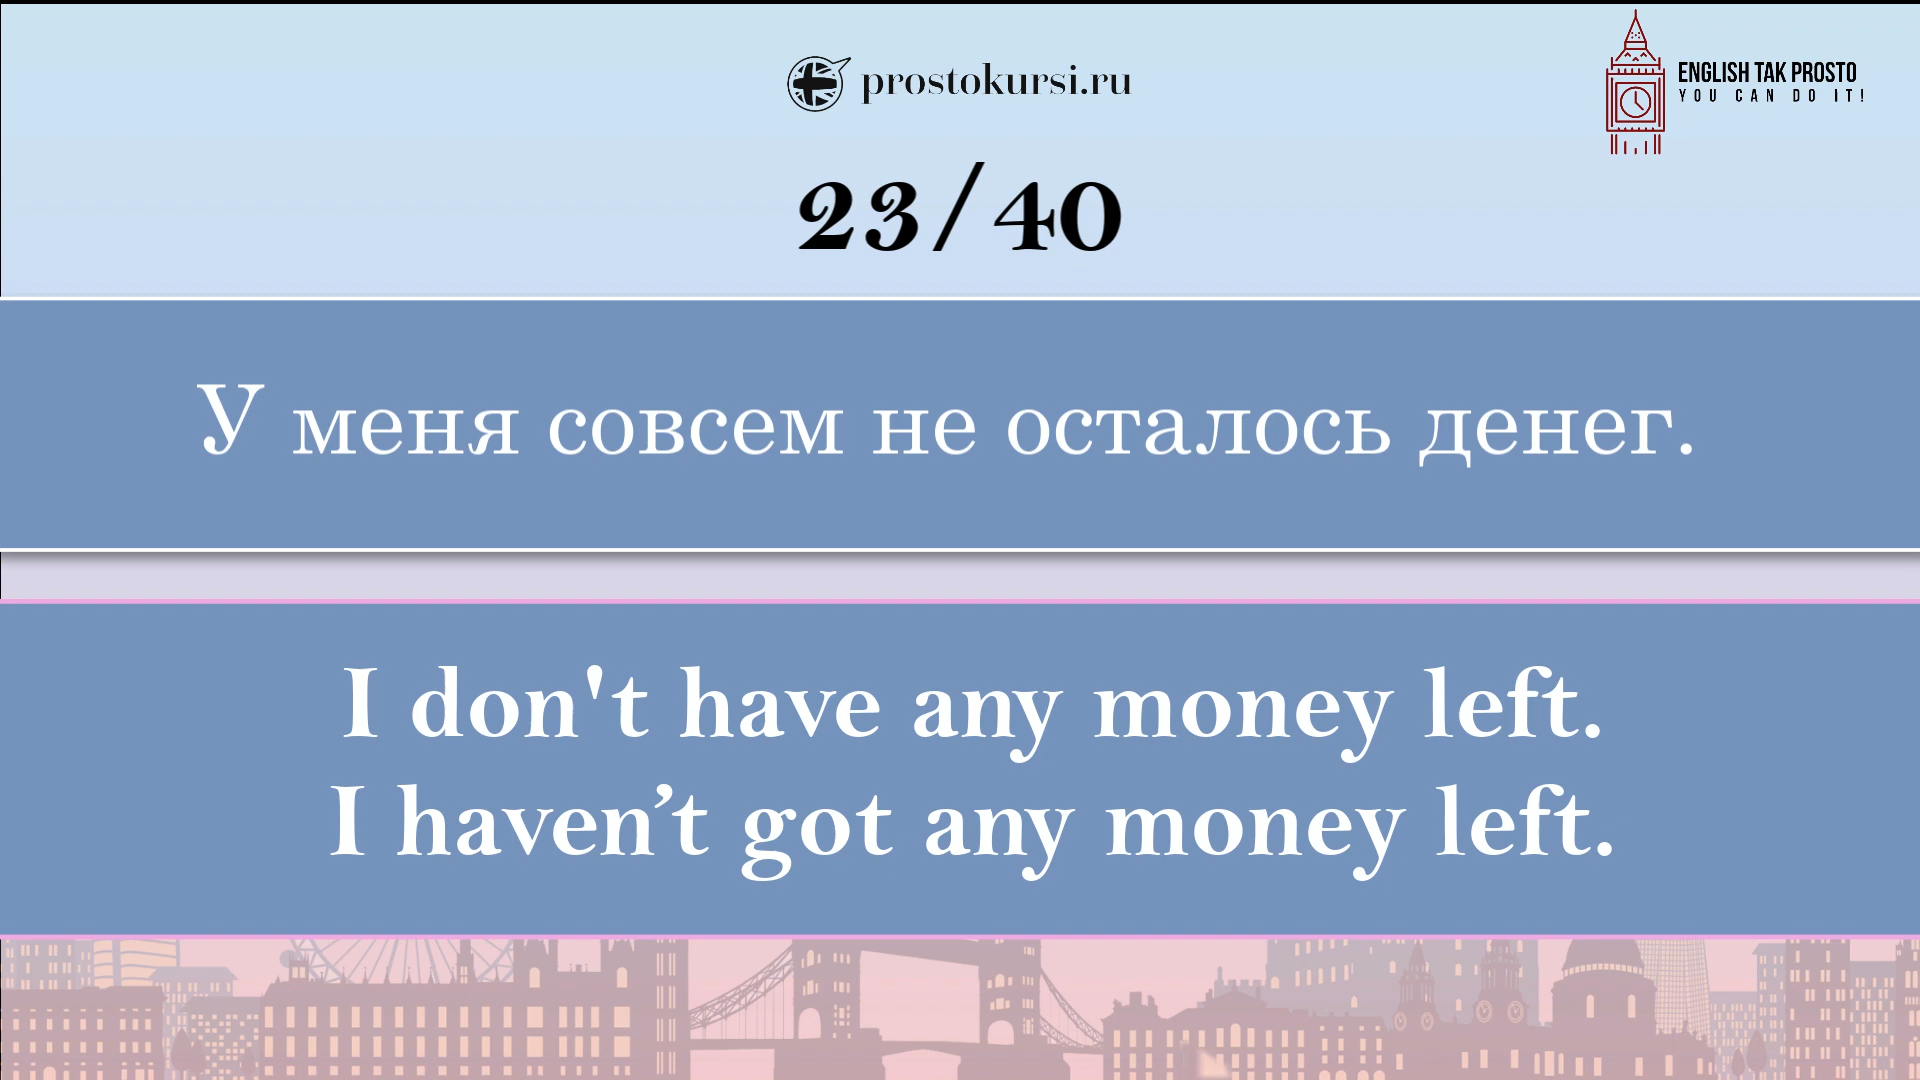 prostokursi.ru
ENGLISH TAK PROSTO
YOU CAN DO IT!
23/40
У меня совсем не осталось денег.
I don't have any money left.
I haven’t got any money left.